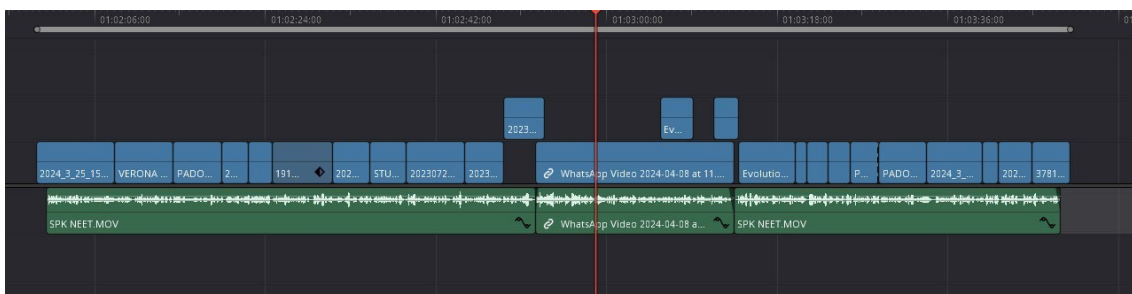 01:02:06:00 01:02:24:00 01:02:42:00 01:03:00:00 01:03:18:00 01:03:36:00 01
2023... Ev...
2024_3_25_15... VERONA ... PADO... 2... 191... 202... STU... 2023072... 2023... WhatsApp Video 2024-04-08 at 11.... Evolutio... P... PADO... 2024_3_... 202... 3781...
SPK NEET.MOV WhatsApp Video 2024-04-08 a... SPK NEET.MOV